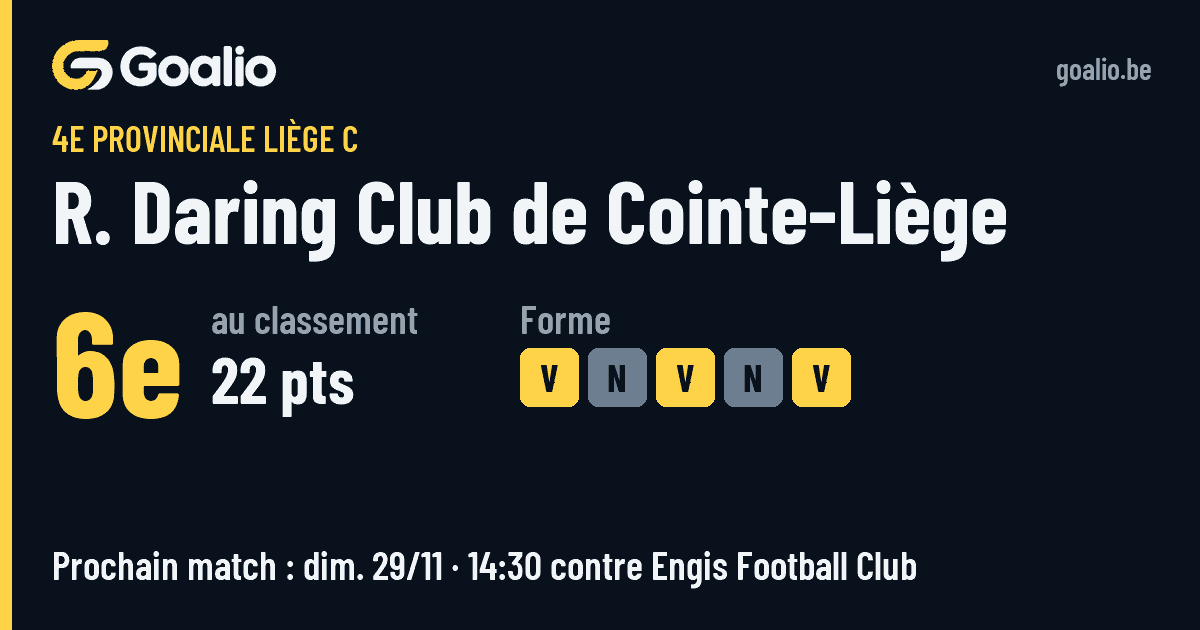 Goalio
goalio.be
4E PROVINCIALE LIÈGE C
R. Daring Club de Cointe-Liège
6e
au classement
22 pts
Forme
V N V N V
Prochain match : dim. 29/11 · 14:30 contre Engis Football Club